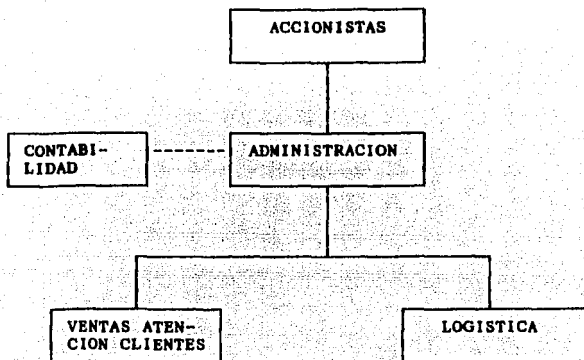 ACCIONISTAS
CONTABI-
LIDAD
ADMINISTRACION
VENTAS ATEN-
CION CLIENTES
LOGISTICA